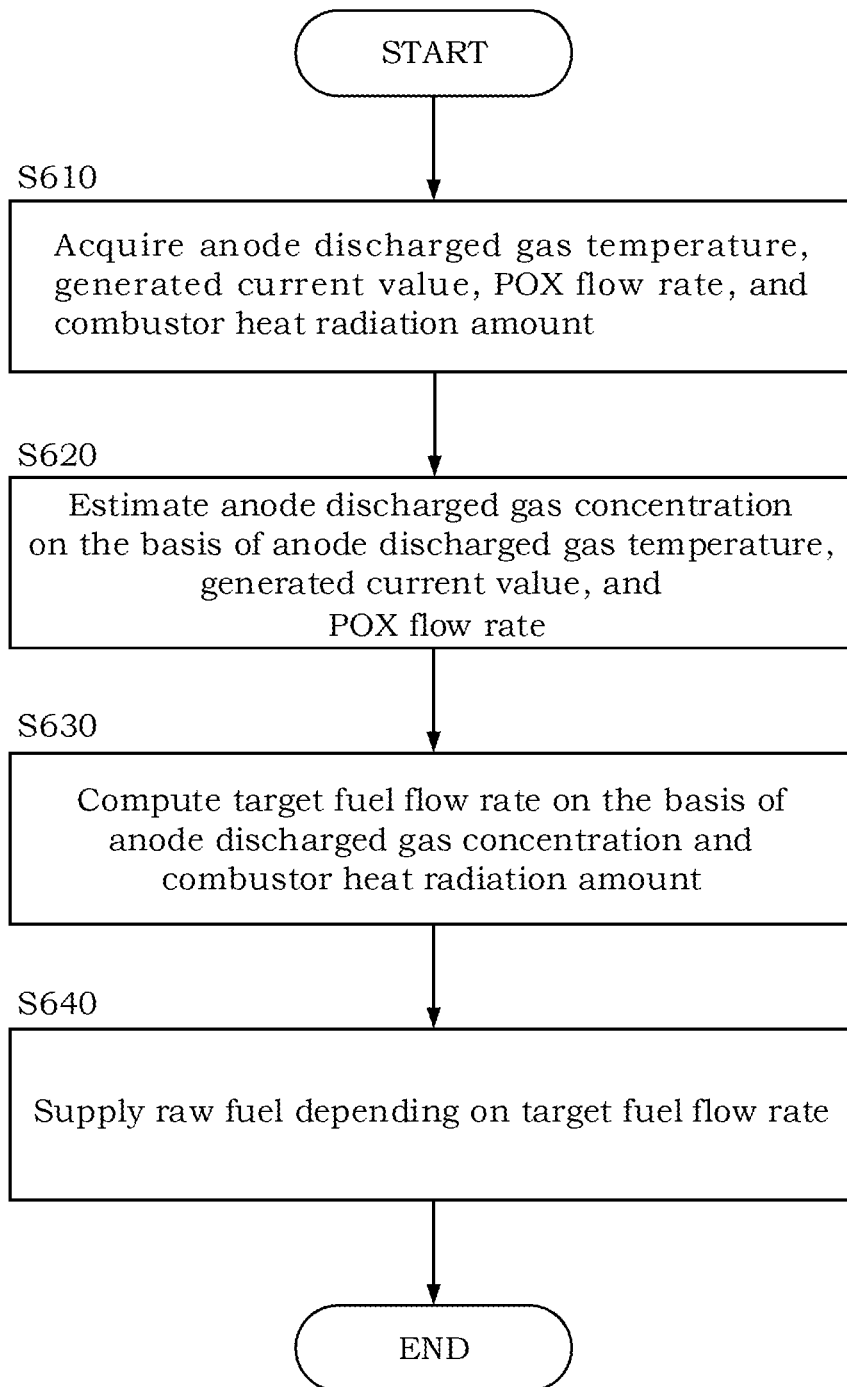 START
S610
Acquire anode discharged gas temperature,
generated current value, POX flow rate, and
combustor heat radiation amount
S620
Estimate anode discharged gas concentration
on the basis of anode discharged gas temperature,
generated current value, and
POX flow rate
S630
Compute target fuel flow rate on the basis of
anode discharged gas concentration and
combustor heat radiation amount
S640
Supply raw fuel depending on target fuel flow rate
END